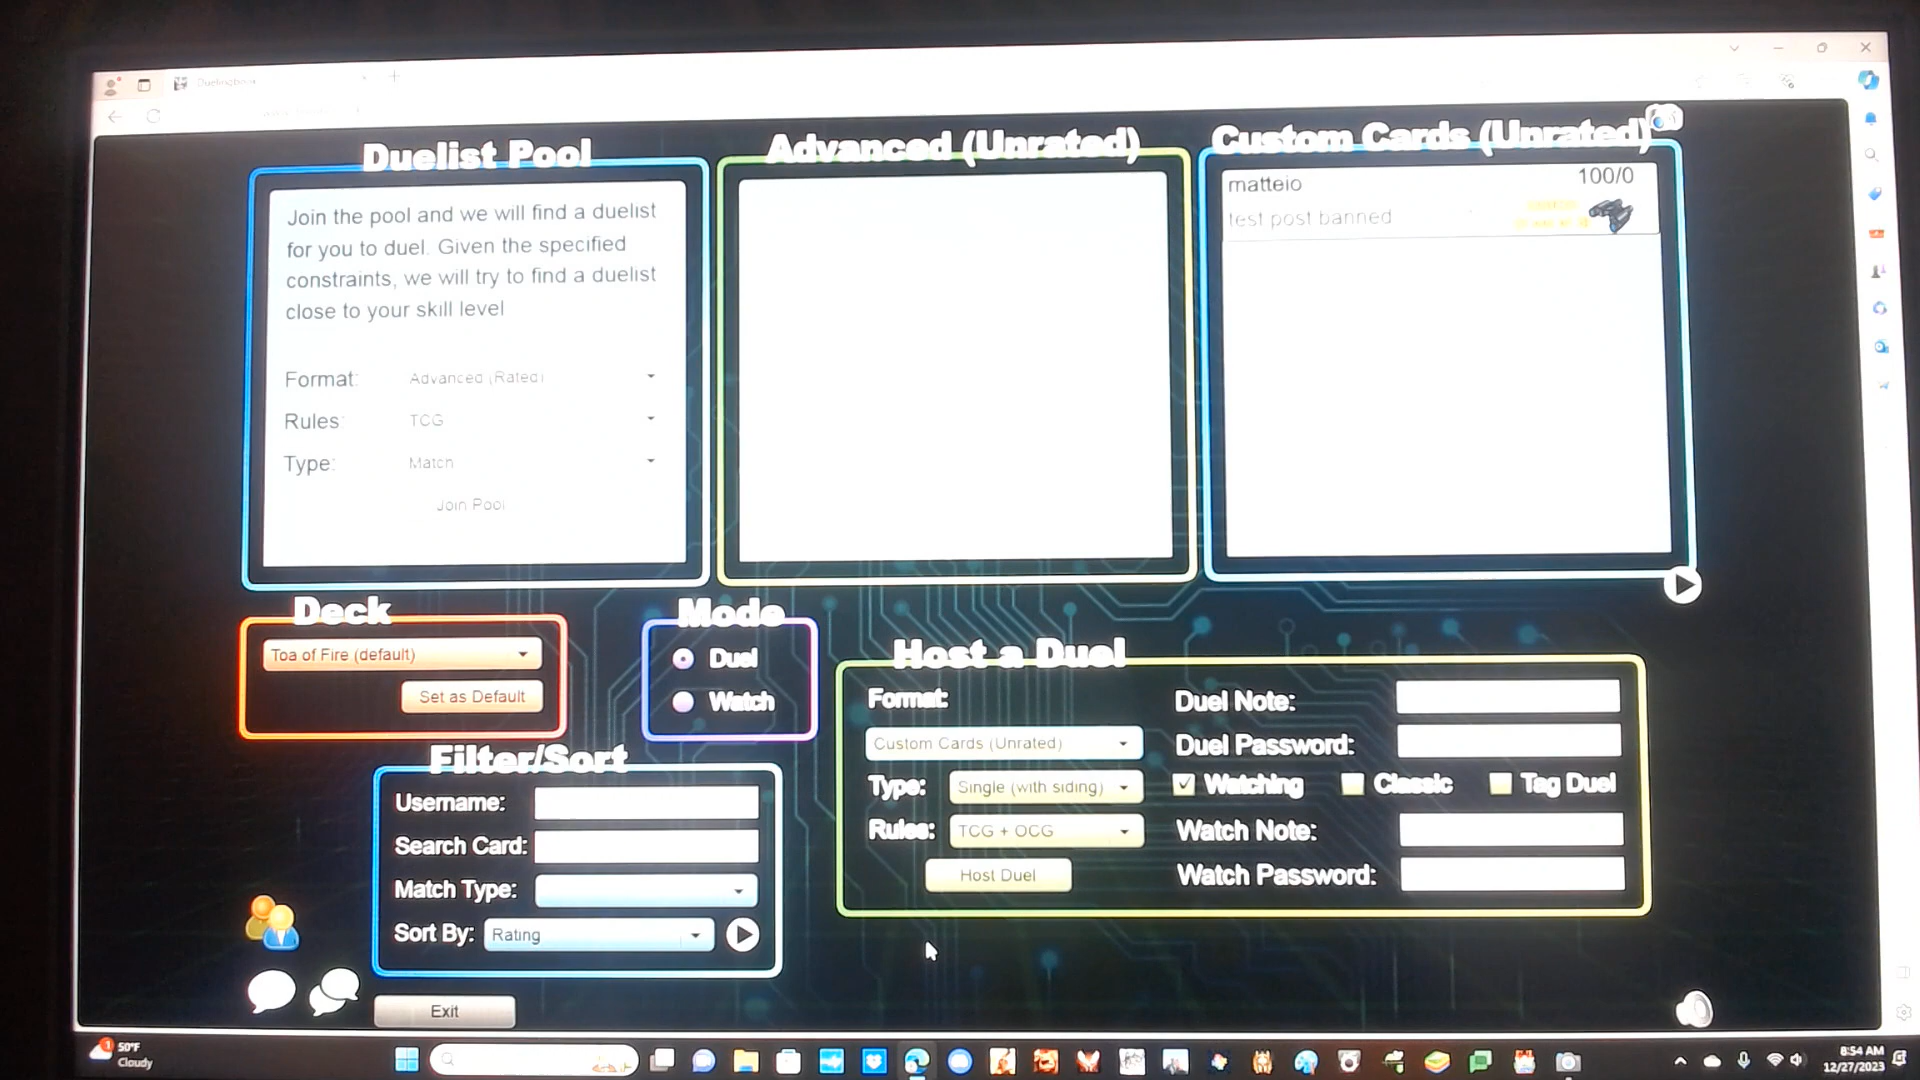 Duelingbook
Duelist Pool
Join the pool and we will find a duelist
for you to duel. Given the specified
constraints, we will try to find a duelist
close to your skill level
Format:
Advanced (Rated)
Rules:
TCG
Type:
Match
Join Pool
Advanced (Unrated)
Custom Cards (Unrated)
matteio
100/0
test post banned
Deck
Toa of Fire (default)
Set as Default
Mode
Duel
Watch
Filter/Sort
Username:
Search Card:
Match Type:
Sort By:
Rating
Host a Duel
Format:
Custom Cards (Unrated)
Type:
Single (with siding)
Rules:
TCG + OCG
Host Duel
Duel Note:
Duel Password:
Watching
Classic
Tag Duel
Watch Note:
Watch Password:
Exit
1
50°F
Cloudy
8:54 AM
12/27/2023